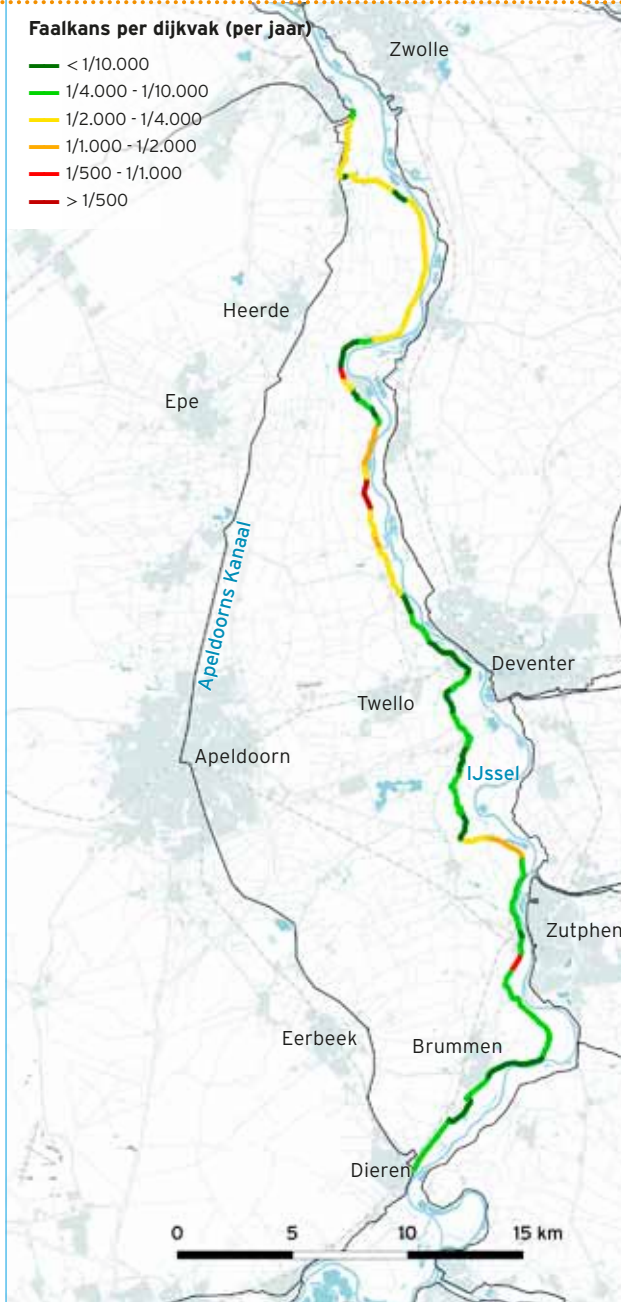 Faalkans per dijkvak (per jaar)
< 1/10.000
1/4.000 - 1/10.000
1/2.000 - 1/4.000
1/1.000 - 1/2.000
1/500 - 1/1.000
> 1/500
Zwolle
Heerde
Epe
Apeldoorns Kanaal
Deventer
Twello
Apeldoorn
IJssel
Zutphen
Eerbeek
Brummen
Dieren
0 5 10 15 km